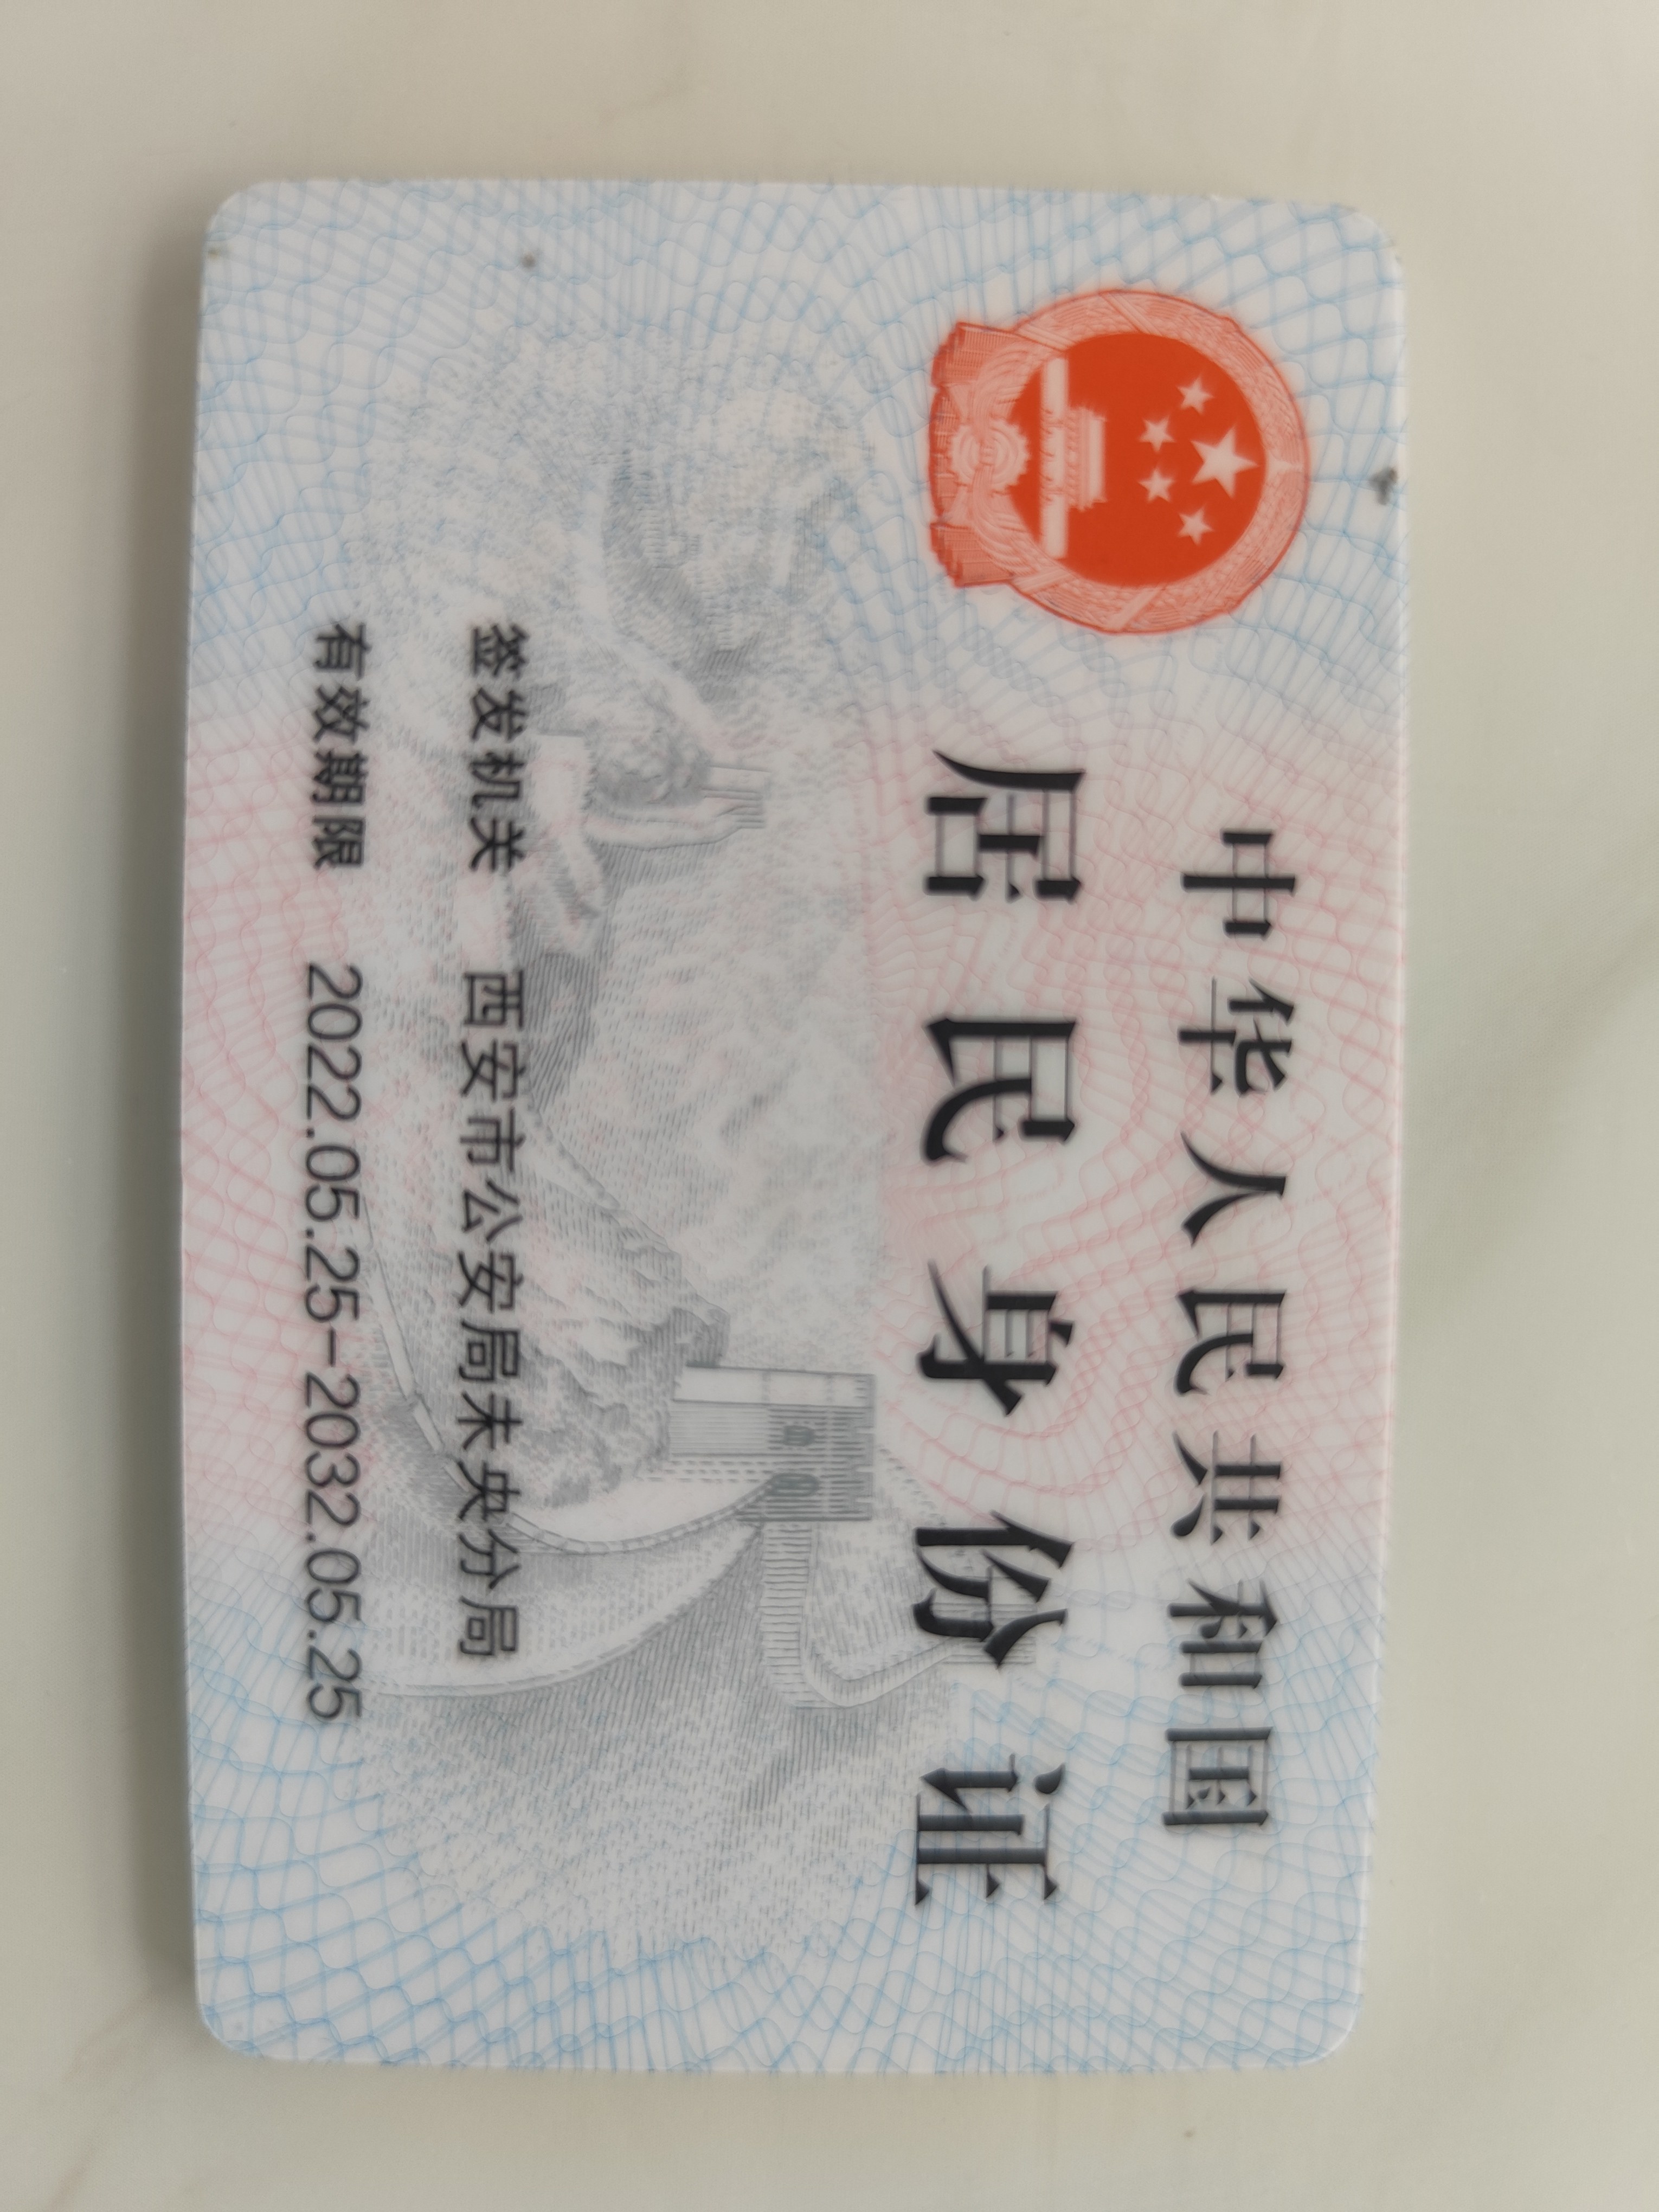 中华人民共和国
居民身份证
签发机关 西安市公安局未央分局
有效期限 2022.05.25-2032.05.25